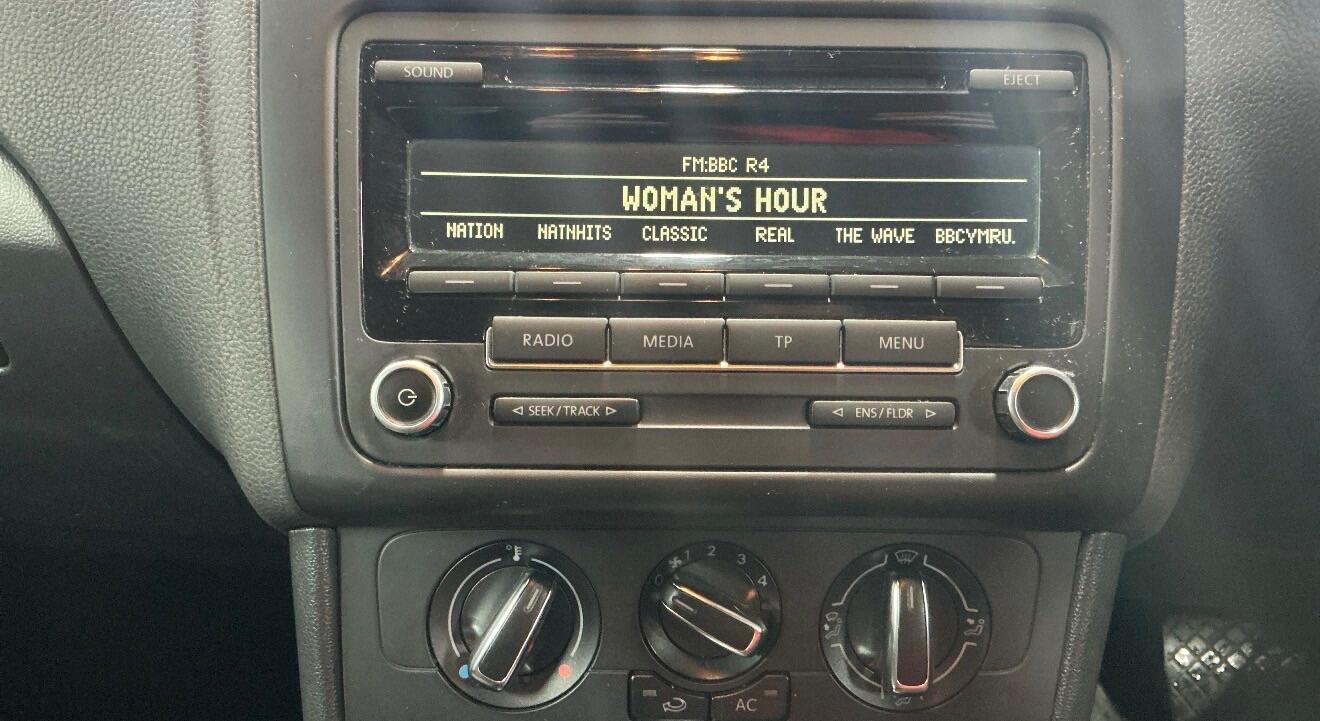 SOUND
EJECT
FM:BBC R4
WOMAN'S HOUR
NATION NATNHITS CLASSIC REAL THE WAVE BBCYMRU.
RADIO MEDIA TP MENU
SEEK / TRACK
ENS / FLDR
0 1 2 3 4
AC